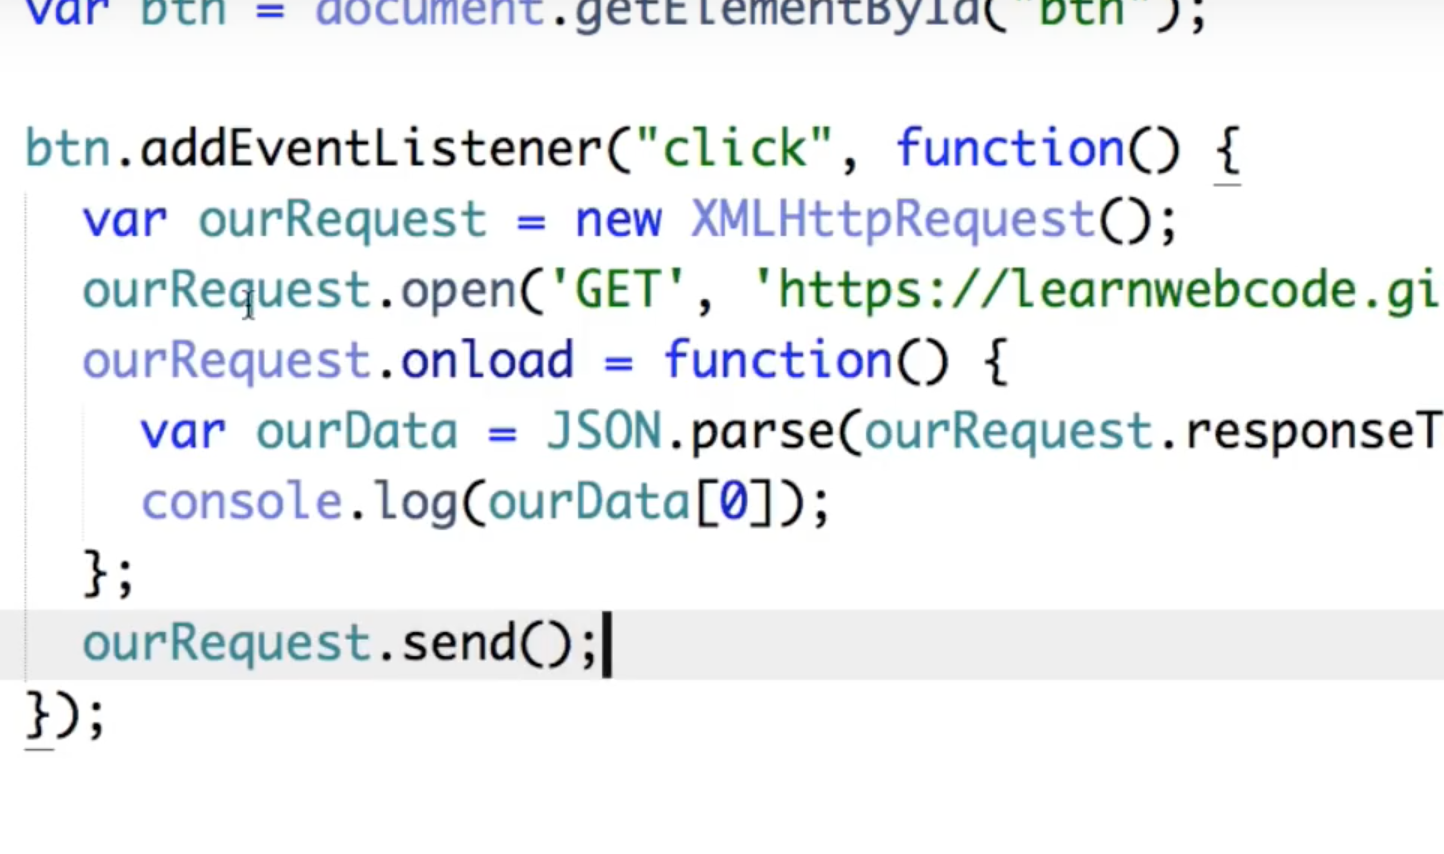 var btn = document.getElementById("btn");
btn.addEventListener("click", function() {
var ourRequest = new XMLHttpRequest();
ourRequest.open('GET', 'https://learnwebcode.gi
ourRequest.onload = function() {
var ourData = JSON.parse(ourRequest.responseT
console.log(ourData[0]);
};
ourRequest.send();
});